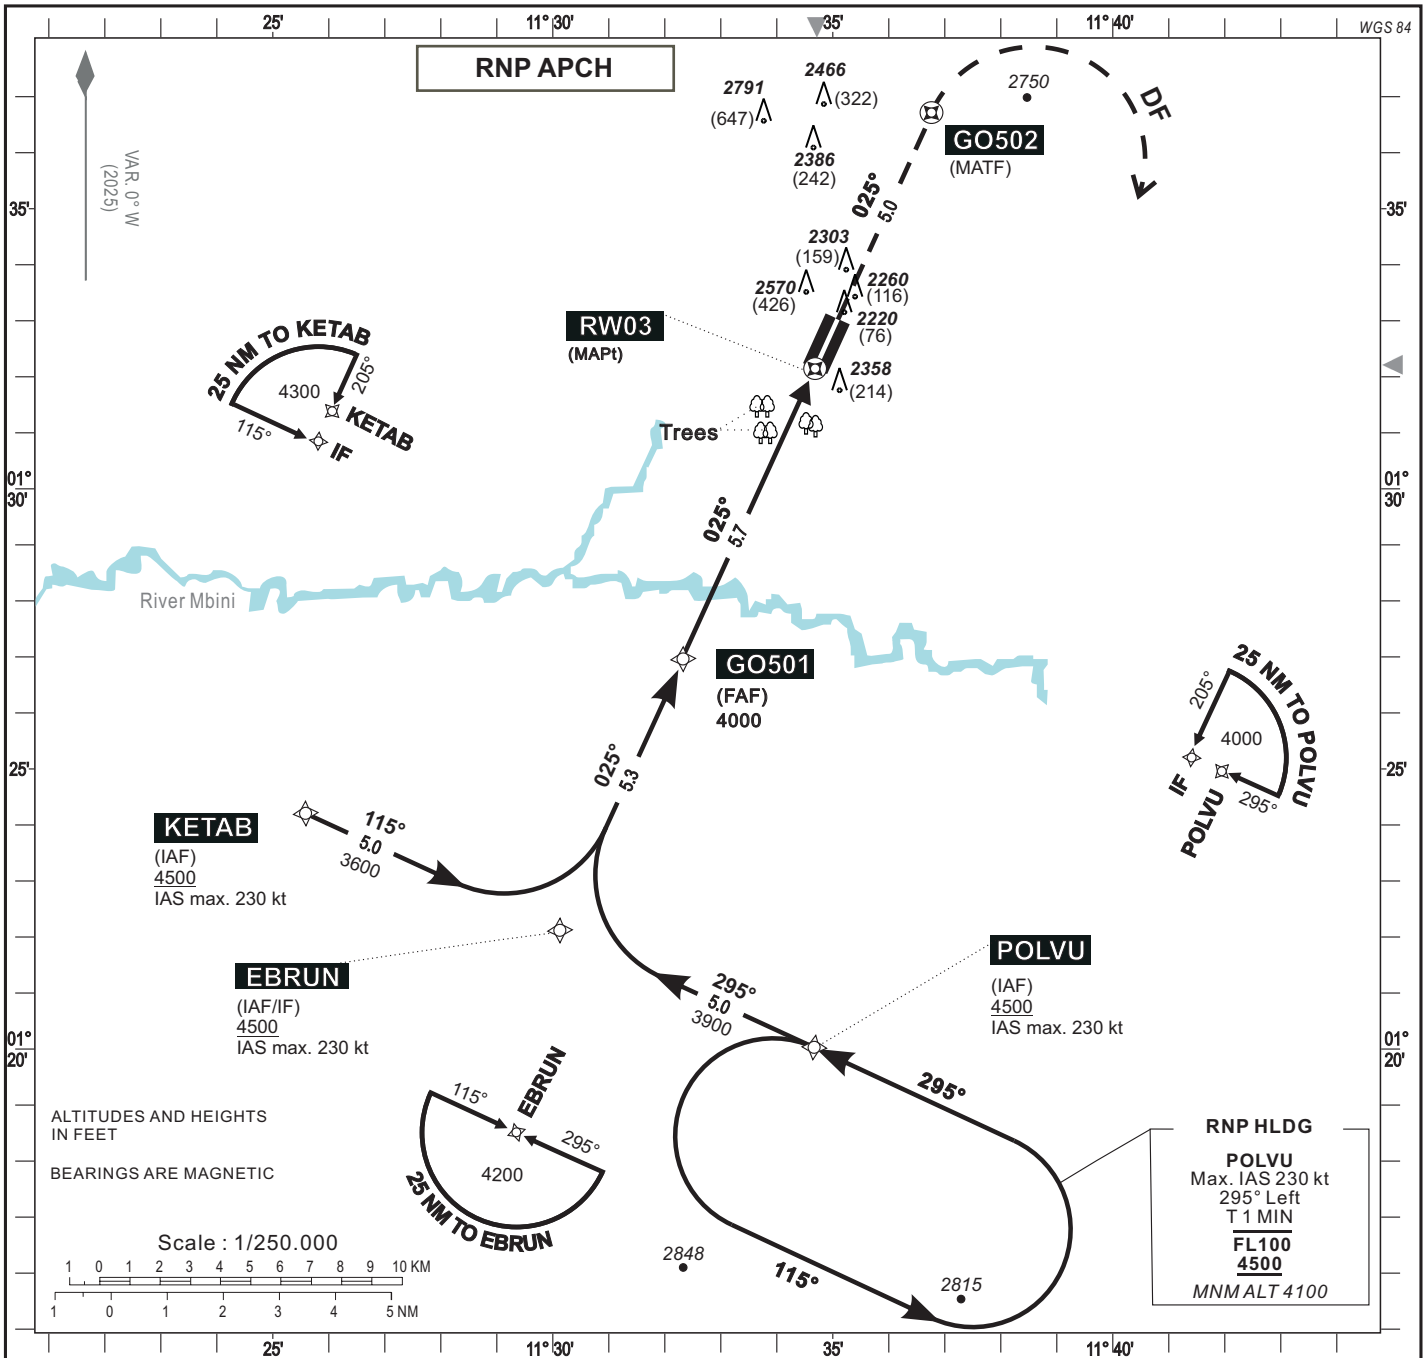 25'
11° 30'
35'
11° 40'
WGS 84
RNP APCH
VAR. 0° W
(2025)
2791
(647)
2466
(322)
2386
(242)
2750
DF
GO502
(MATF)
025°
5.0
35'
35'
2303
(159)
2570
(426)
2260
(116)
2220
(76)
2358
(214)
RW03
(MAPt)
25 NM TO KETAB
4300
205°
115°
KETAB
IF
Trees
01°
30'
01°
30'
025°
5.7
River Mbini
GO501
(FAF)
4000
25 NM TO POLVU
205°
4000
295°
IF
POLVU
25'
25'
025°
5.3
KETAB
(IAF)
4500
IAS max. 230 kt
115°
5.0
3600
EBRUN
(IAF/IF)
4500
IAS max. 230 kt
POLVU
(IAF)
4500
IAS max. 230 kt
295°
5.0
3900
01°
20'
01°
20'
295°
115°
EBRUN
115°
295°
4200
25 NM TO EBRUN
ALTITUDES AND HEIGHTS
IN FEET
BEARINGS ARE MAGNETIC
RNP HLDG
POLVU
Max. IAS 230 kt
295° Left
T 1 MIN
FL100
4500
MNM ALT 4100
2848
2815
Scale : 1/250.000
1 0 1 2 3 4 5 6 7 8 9 10 KM
1 0 1 2 3 4 5 NM
25'
11° 30'
35'
11° 40'